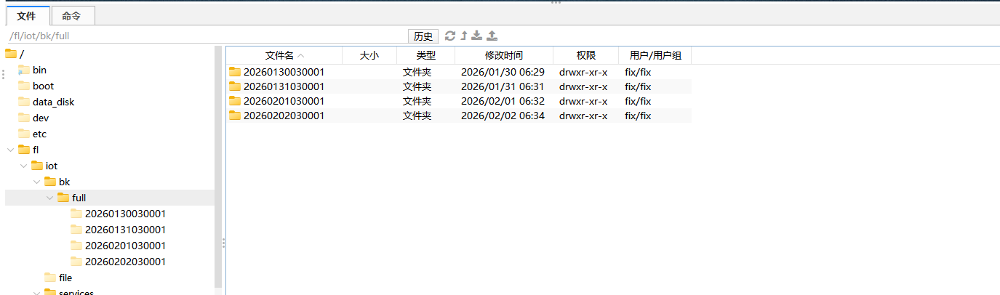 文件 命令
/fl/iot/bk/full 历史
/
bin
boot
data_disk
dev
etc
fl
iot
bk
full
20260130030001
20260131030001
20260201030001
20260202030001
file
services
文件名 大小 类型 修改时间 权限 用户/用户组
20260130030001 文件夹 2026/01/30 06:29 drwxr-xr-x fix/fix
20260131030001 文件夹 2026/01/31 06:31 drwxr-xr-x fix/fix
20260201030001 文件夹 2026/02/01 06:32 drwxr-xr-x fix/fix
20260202030001 文件夹 2026/02/02 06:34 drwxr-xr-x fix/fix